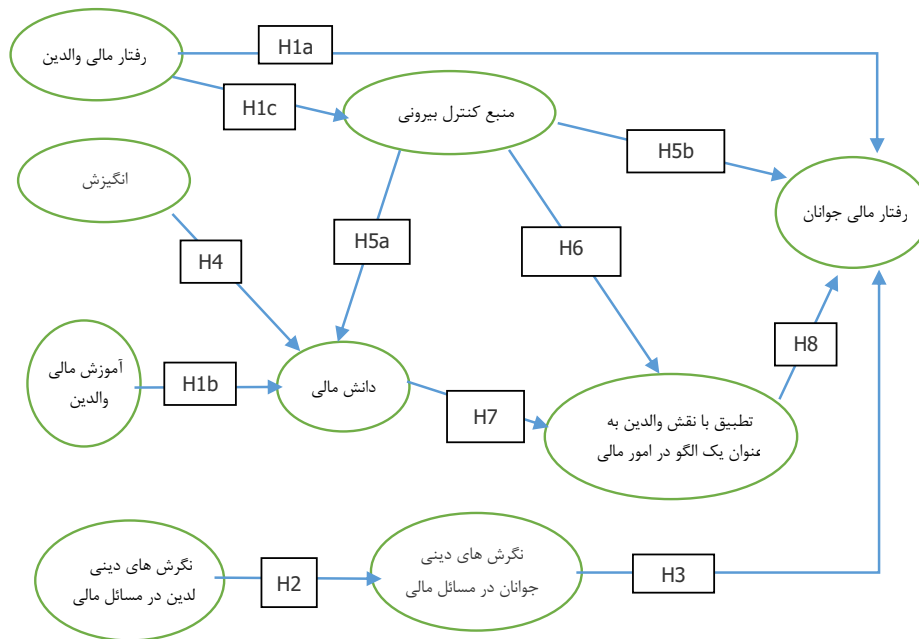 رفتار مالی والدین
H1a
H1c
منبع کنترل بیرونی
H5b
انگیزش
رفتار مالی جوانان
H4
H5a
H6
آموزش مالی
والدین
H1b
دانش مالی
H7
H8
تطبیق با نقش والدین به
عنوان یک الگو در امور مالی
نگرش های دینی
لدین در مسائل مالی
H2
نگرش های دینی
جوانان در مسائل مالی
H3